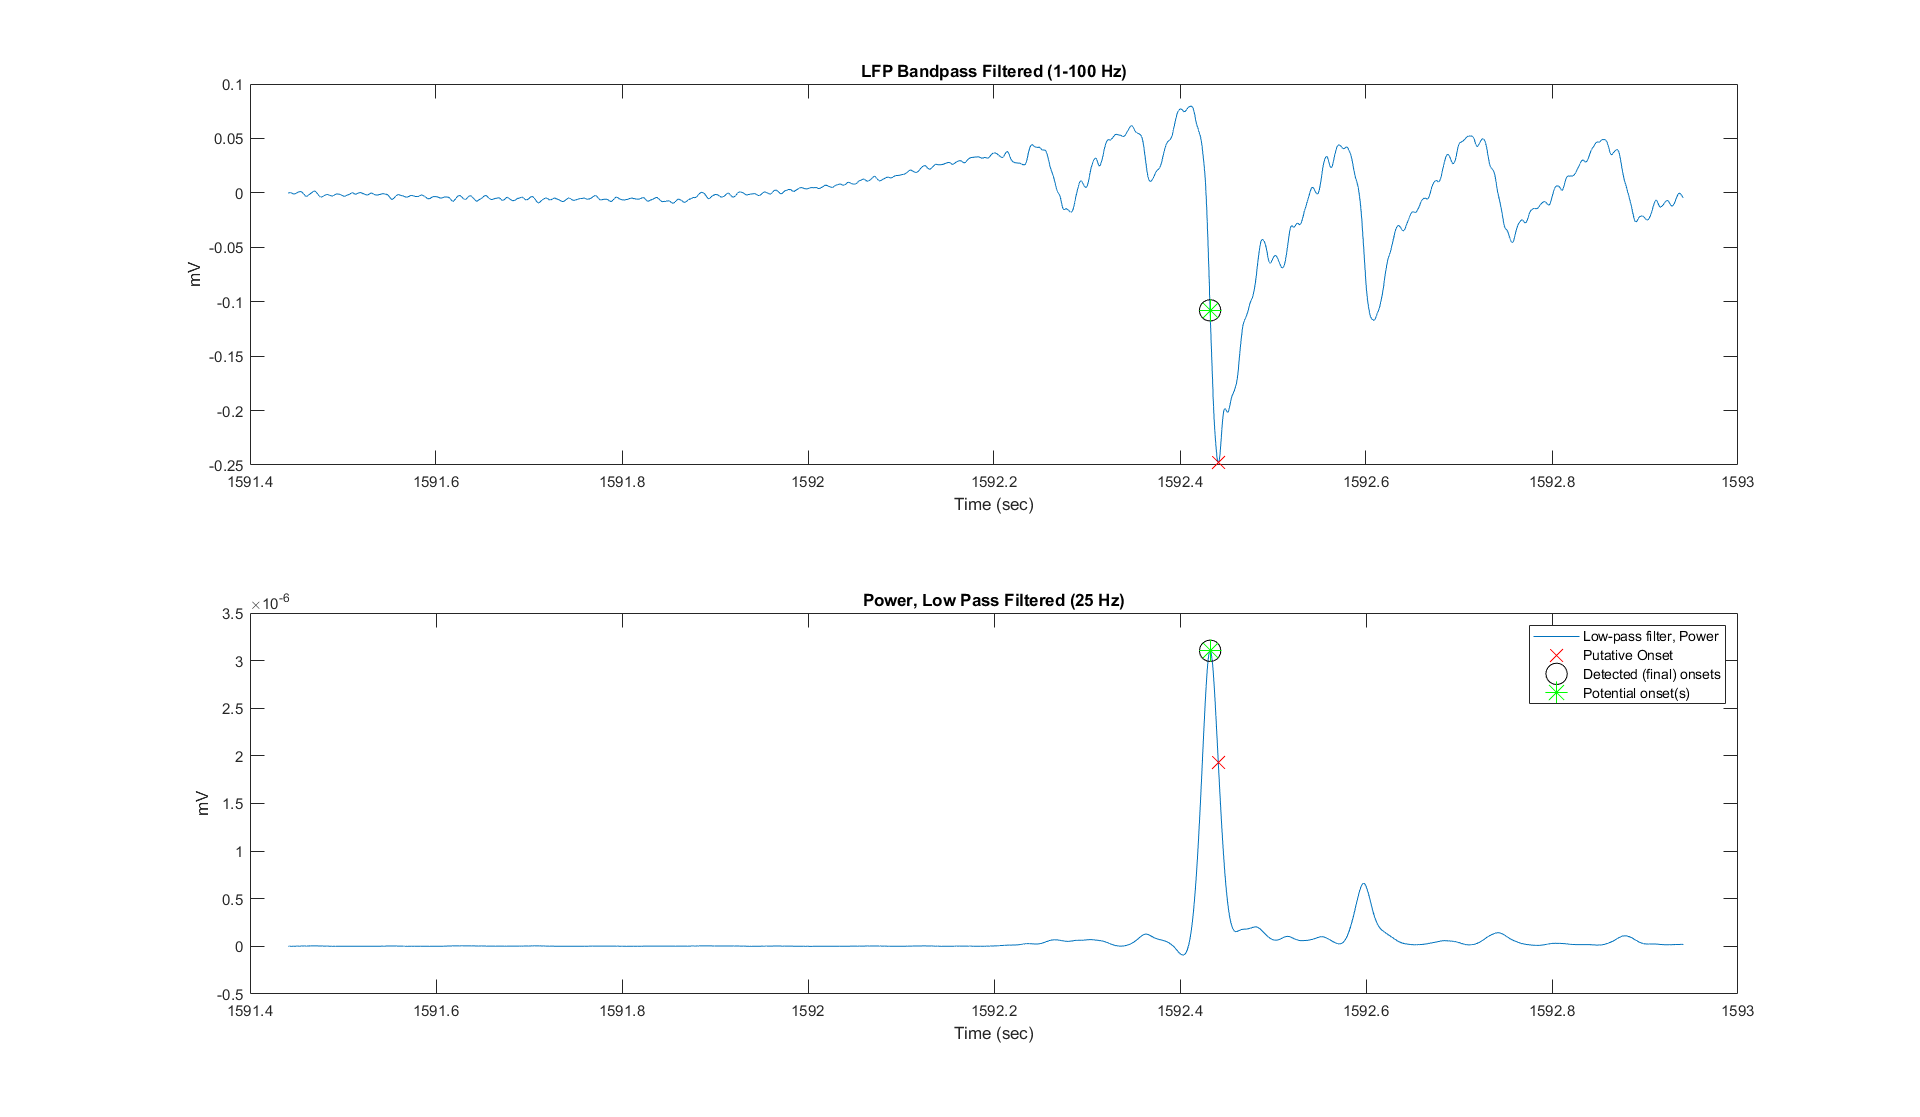 LFP Bandpass Filtered (1-100 Hz)
0.1
0.05
0
-0.05
-0.1
-0.15
-0.2
-0.25
mV
1591.4 1591.6 1591.8 1592 1592.2 1592.4 1592.6 1592.8 1593
Time (sec)
Power, Low Pass Filtered (25 Hz)
×10-6
3.5
3
2.5
2
1.5
1
0.5
0
-0.5
mV
Low-pass filter, Power
Putative Onset
Detected (final) onsets
Potential onset(s)
1591.4 1591.6 1591.8 1592 1592.2 1592.4 1592.6 1592.8 1593
Time (sec)